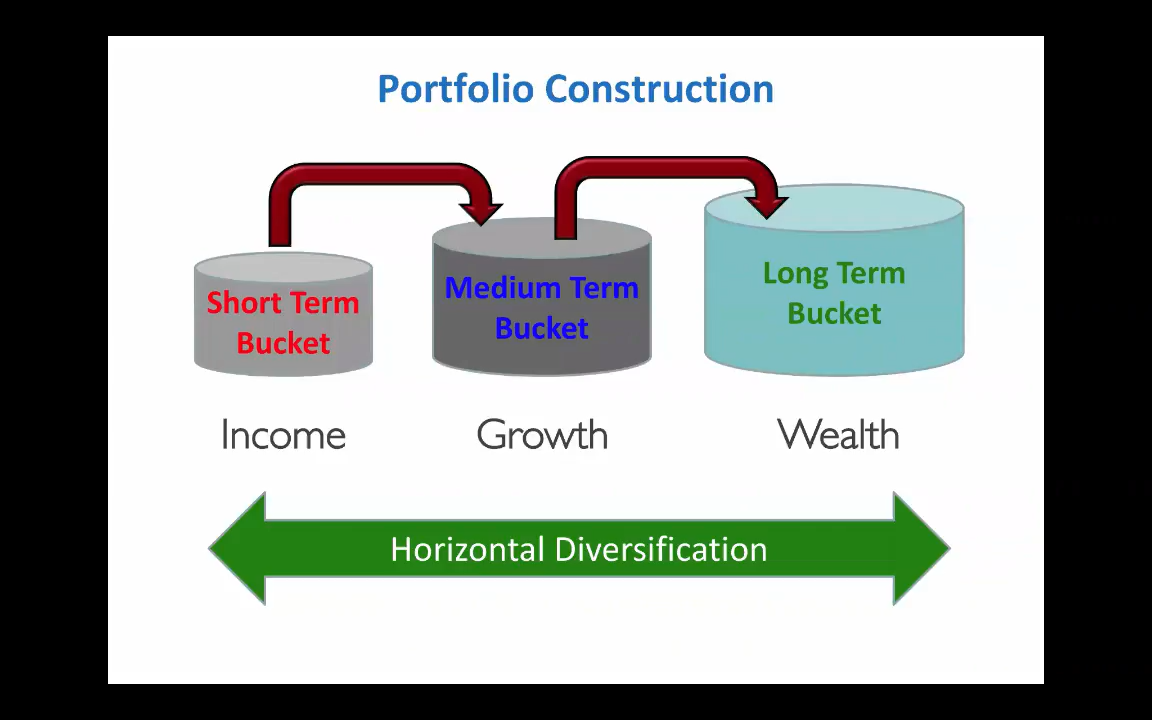 Portfolio Construction
Short Term
Bucket
Medium Term
Bucket
Long Term
Bucket
Income
Growth
Wealth
Horizontal Diversification